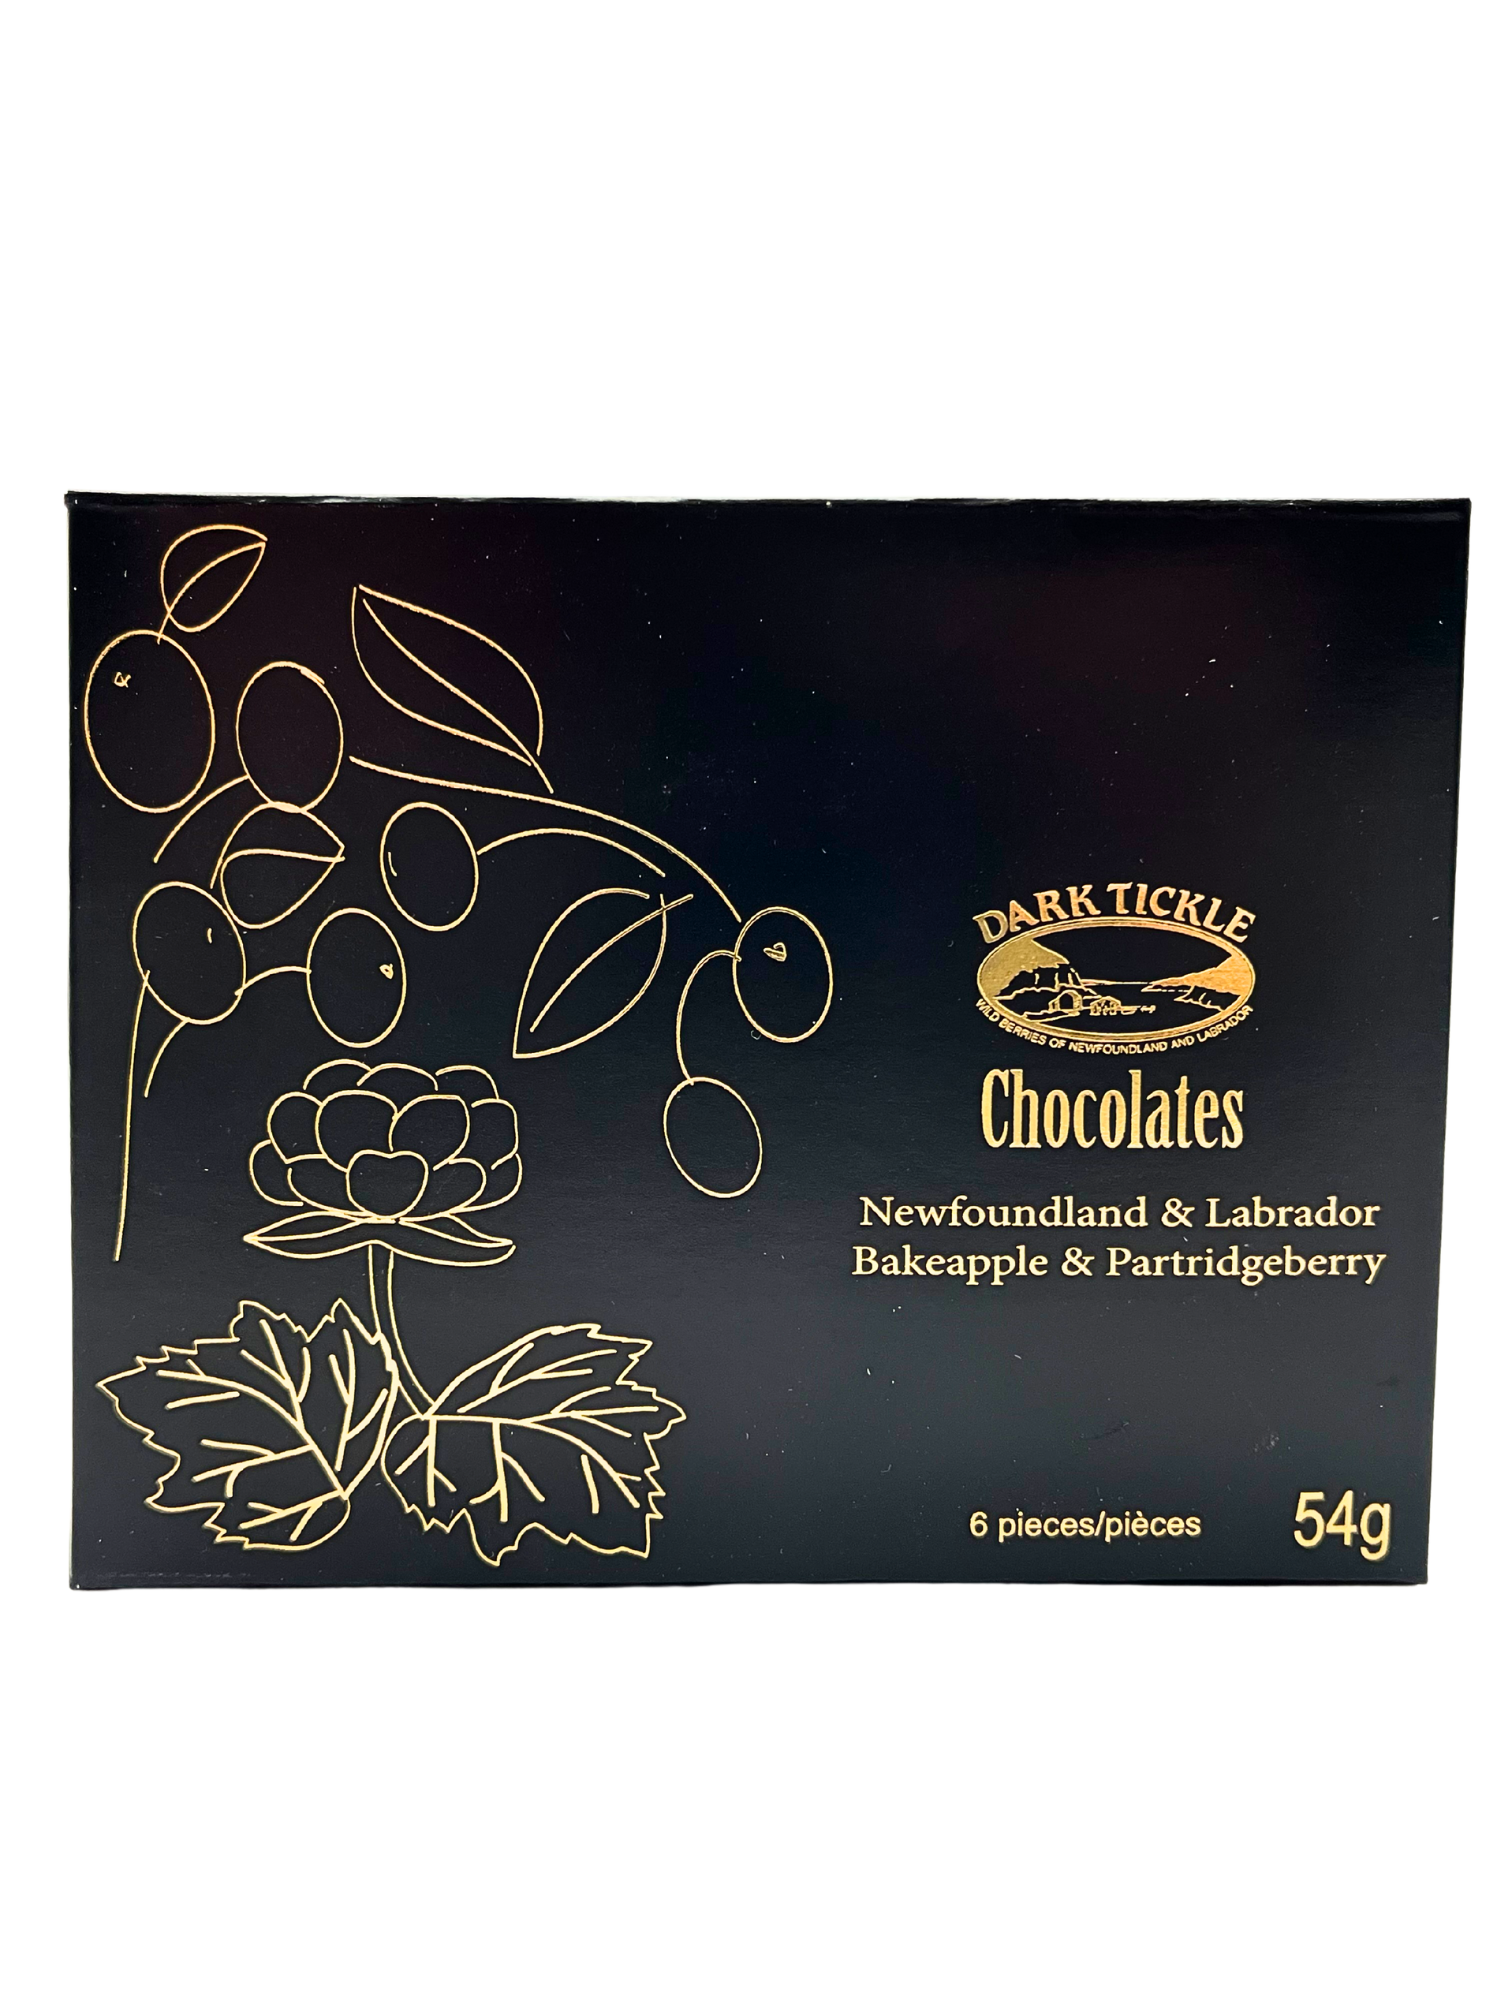 DARK TICKLE
WILD BERRIES OF NEWFOUNDLAND AND LABRADOR
Chocolates
Newfoundland & Labrador
Bakeapple & Partridgeberry
6 pieces/pièces
54g